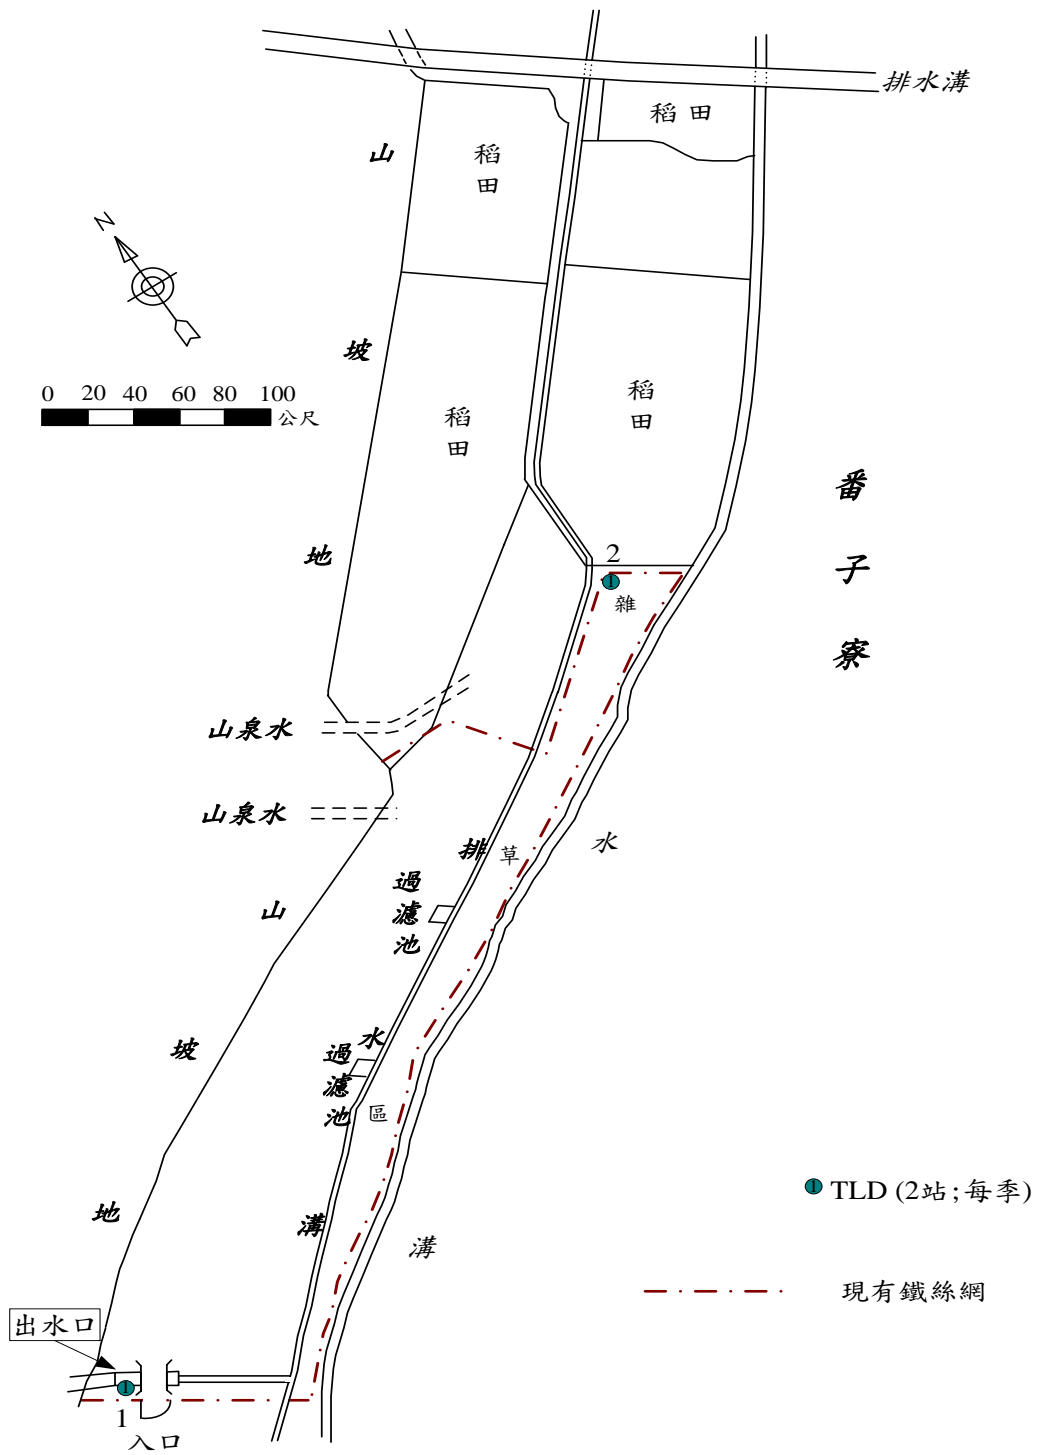 排水溝
稻田
山
稻田
N
坡
0 20 40 60 80 100
公尺
稻田
稻田
番子寮
地
2
1
雜
山泉水
山泉水
水
排
草
過濾池
山
水
過濾池
坡
區
1 TLD (2站;每季)
地
溝
溝
現有鐵絲網
出水口
1
1
入口